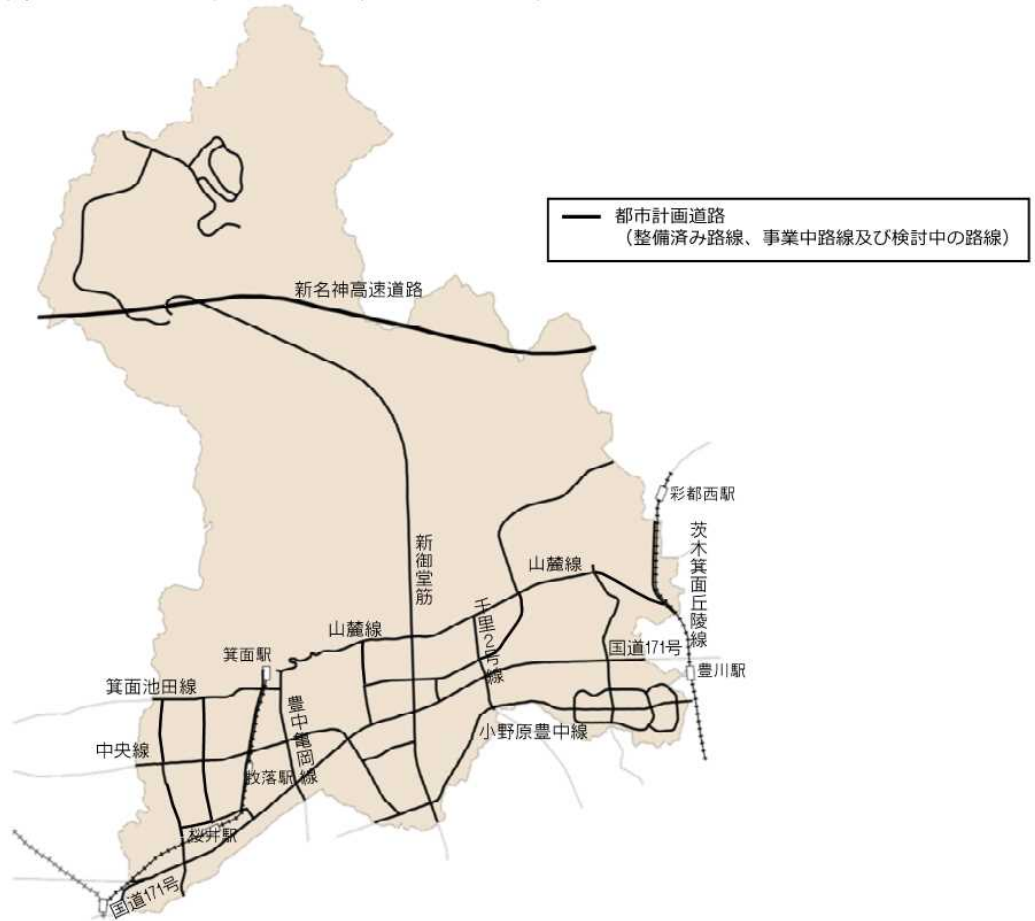 都市計画道路
（整備済み路線、事業中路線及び検討中の路線）
新名神高速道路
彩都西駅
茨木箕面丘陵線
新御堂筋
山麓線
千里2号線
山麓線
国道171号
箕面駅
豊川駅
箕面池田線
豊中亀岡線
小野原豊中線
中央線
牧落駅
桜井駅
国道171号